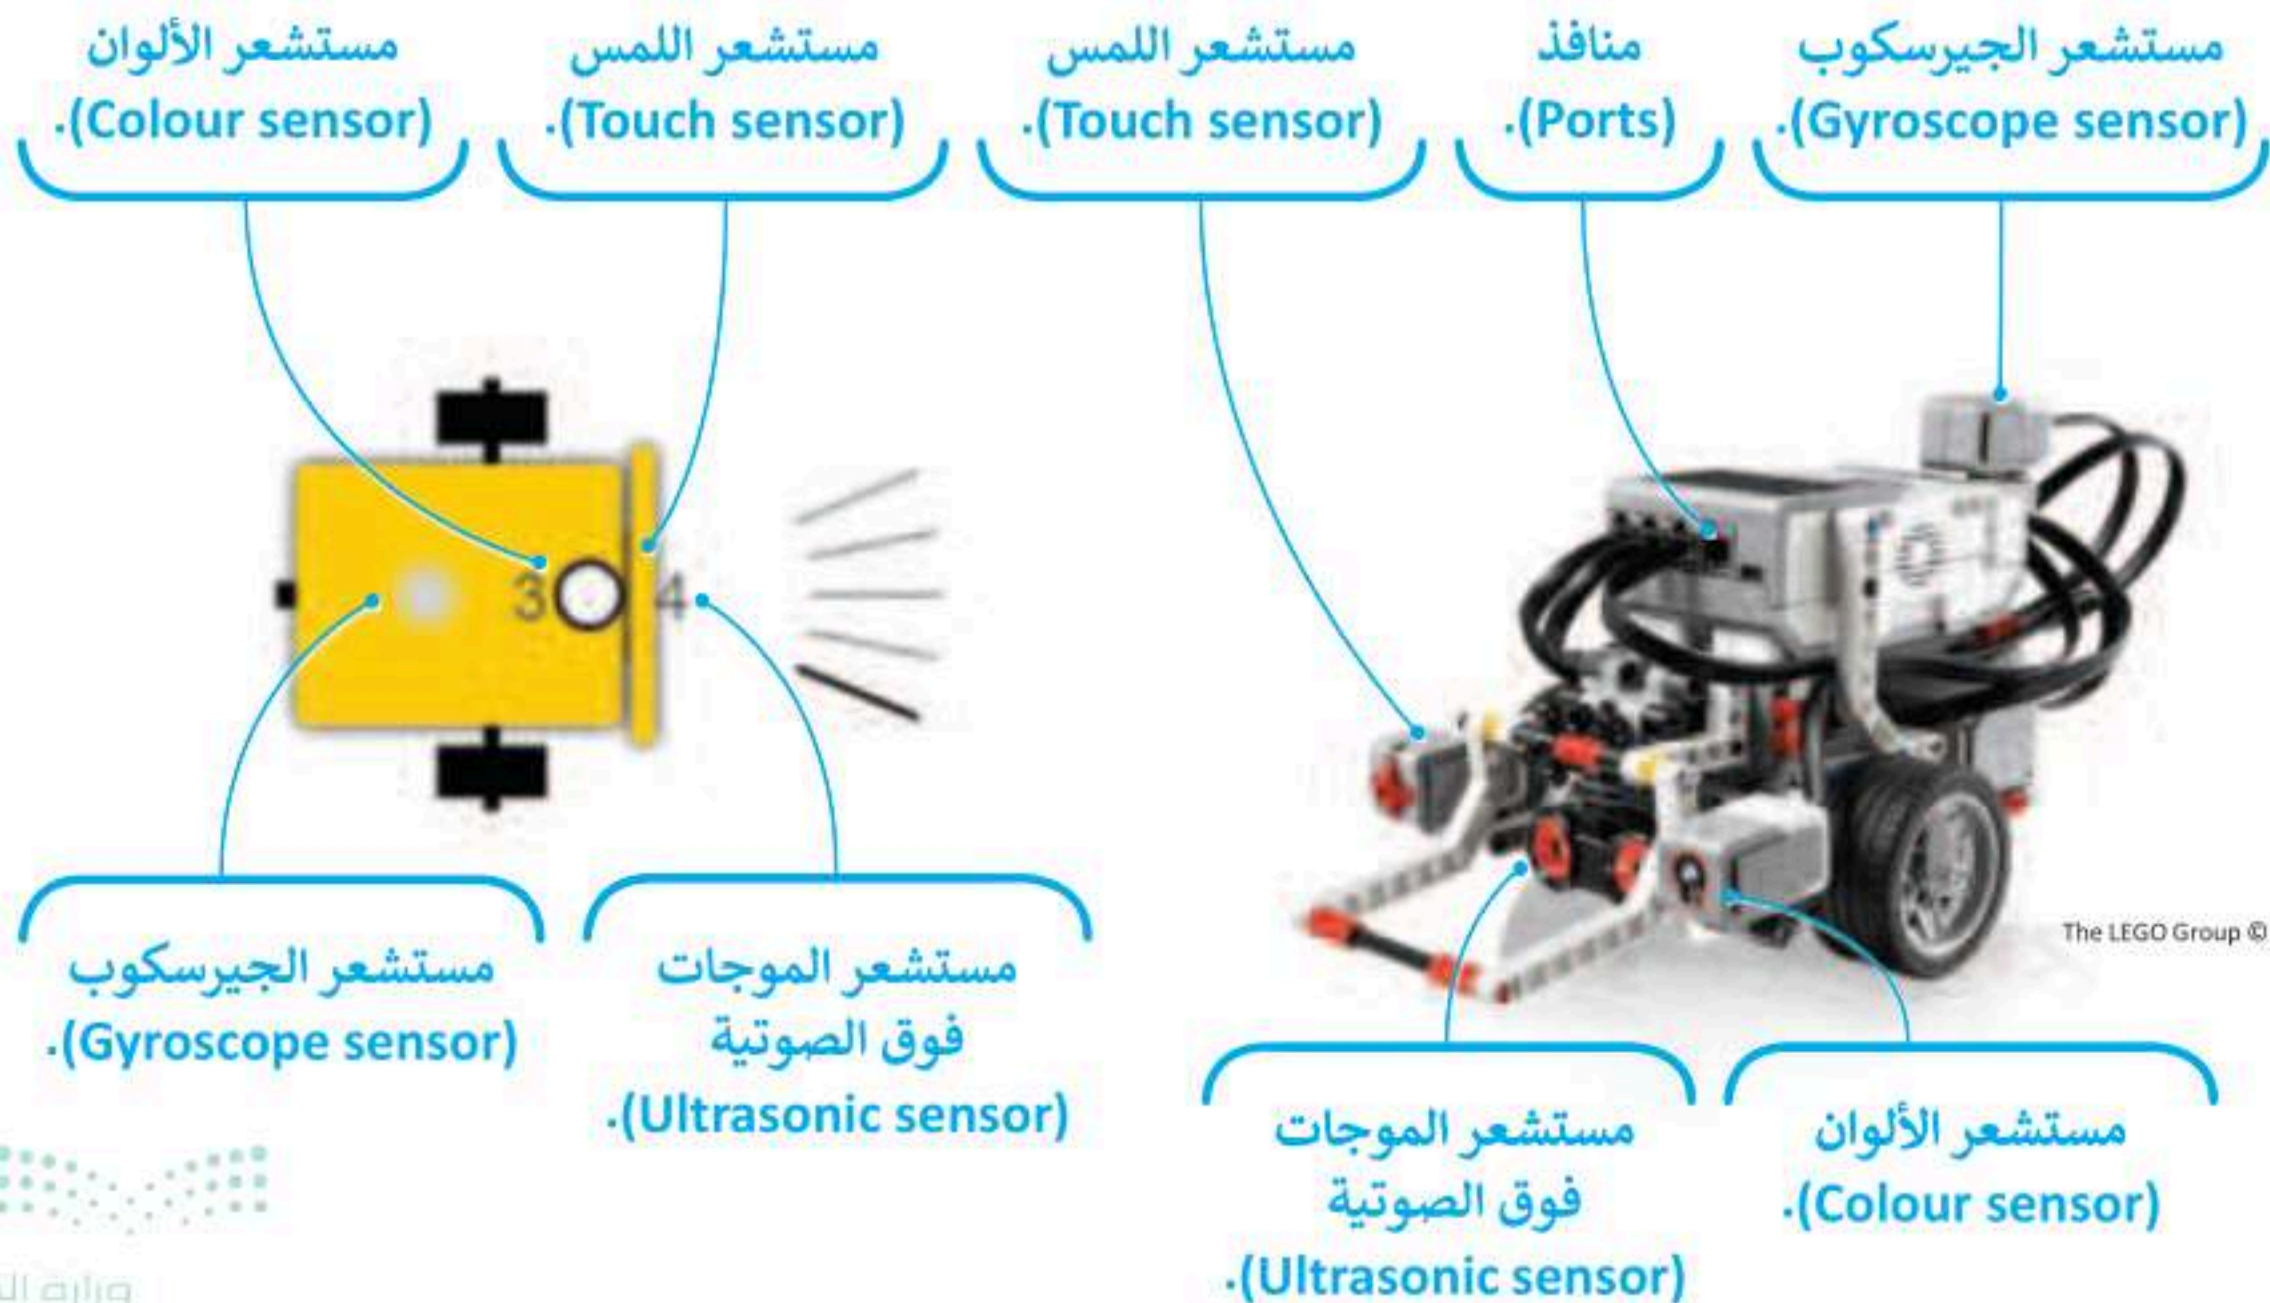 مستشعر الجيرسكوب
(Gyroscope sensor).
منافذ
(Ports).
مستشعر اللمس
(Touch sensor).
مستشعر اللمس
(Touch sensor).
مستشعر الألوان
(Colour sensor).
3
4
The LEGO Group ©
مستشعر الألوان
(Colour sensor).
مستشعر الموجات
فوق الصوتية
(Ultrasonic sensor).
مستشعر الموجات
فوق الصوتية
(Ultrasonic sensor).
مستشعر الجيرسكوب
(Gyroscope sensor).
وزارة